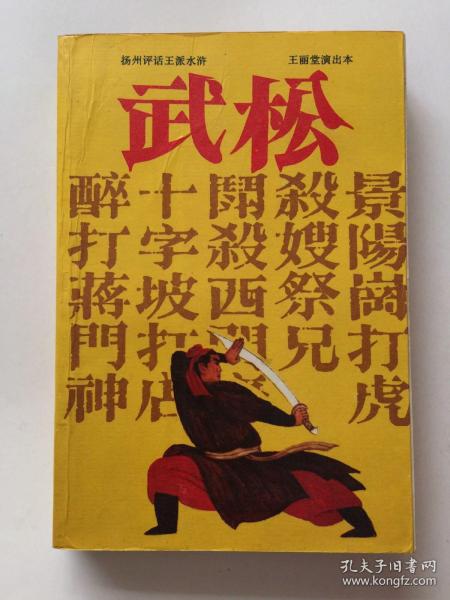 扬州评话王派水浒 王丽堂演出本
武松
景陽崗打虎
殺嫂祭兄
鬪殺西門
十字坡打店
醉打蔣門神
孔夫子旧书网
www.kongfz.com